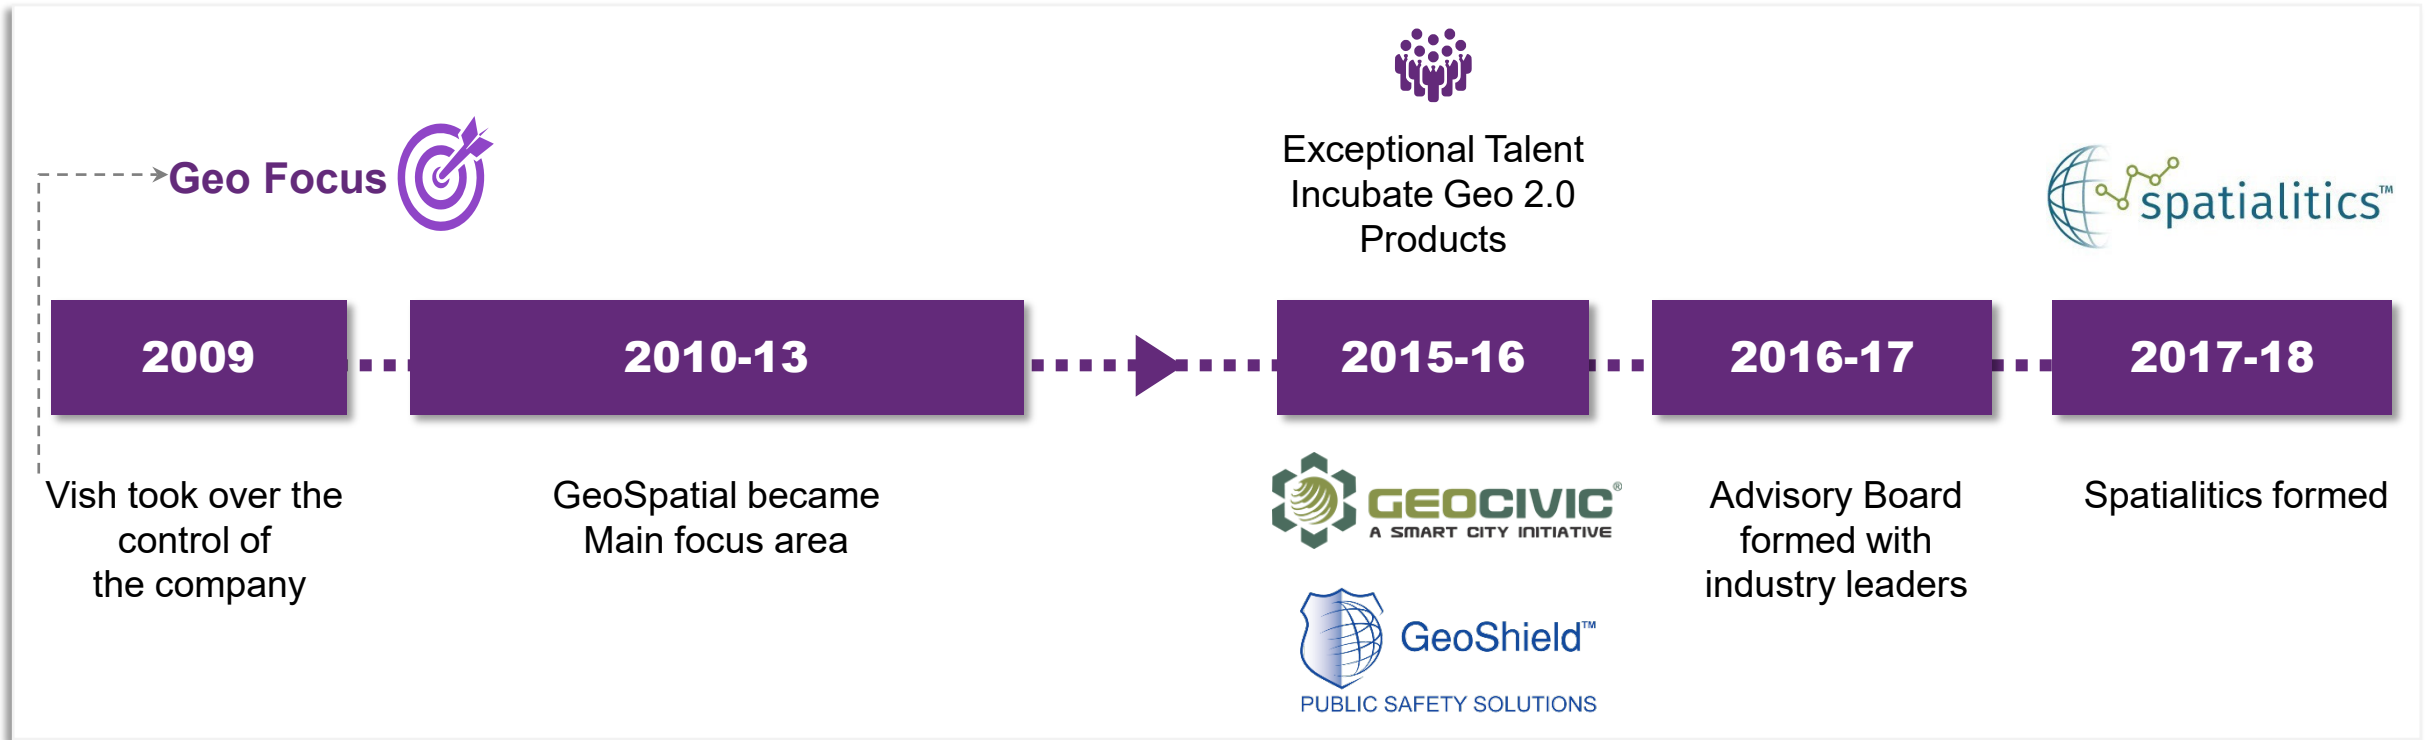 Geo Focus
Exceptional Talent
Incubate Geo 2.0
Products
spatialitics™
2009
2010-13
2015-16
2016-17
2017-18
Vish took over the
control of
the company
GeoSpatial became
Main focus area
GEOCIVIC®
A SMART CITY INITIATIVE
GeoShield™
PUBLIC SAFETY SOLUTIONS
Advisory Board
formed with
industry leaders
Spatialitics formed